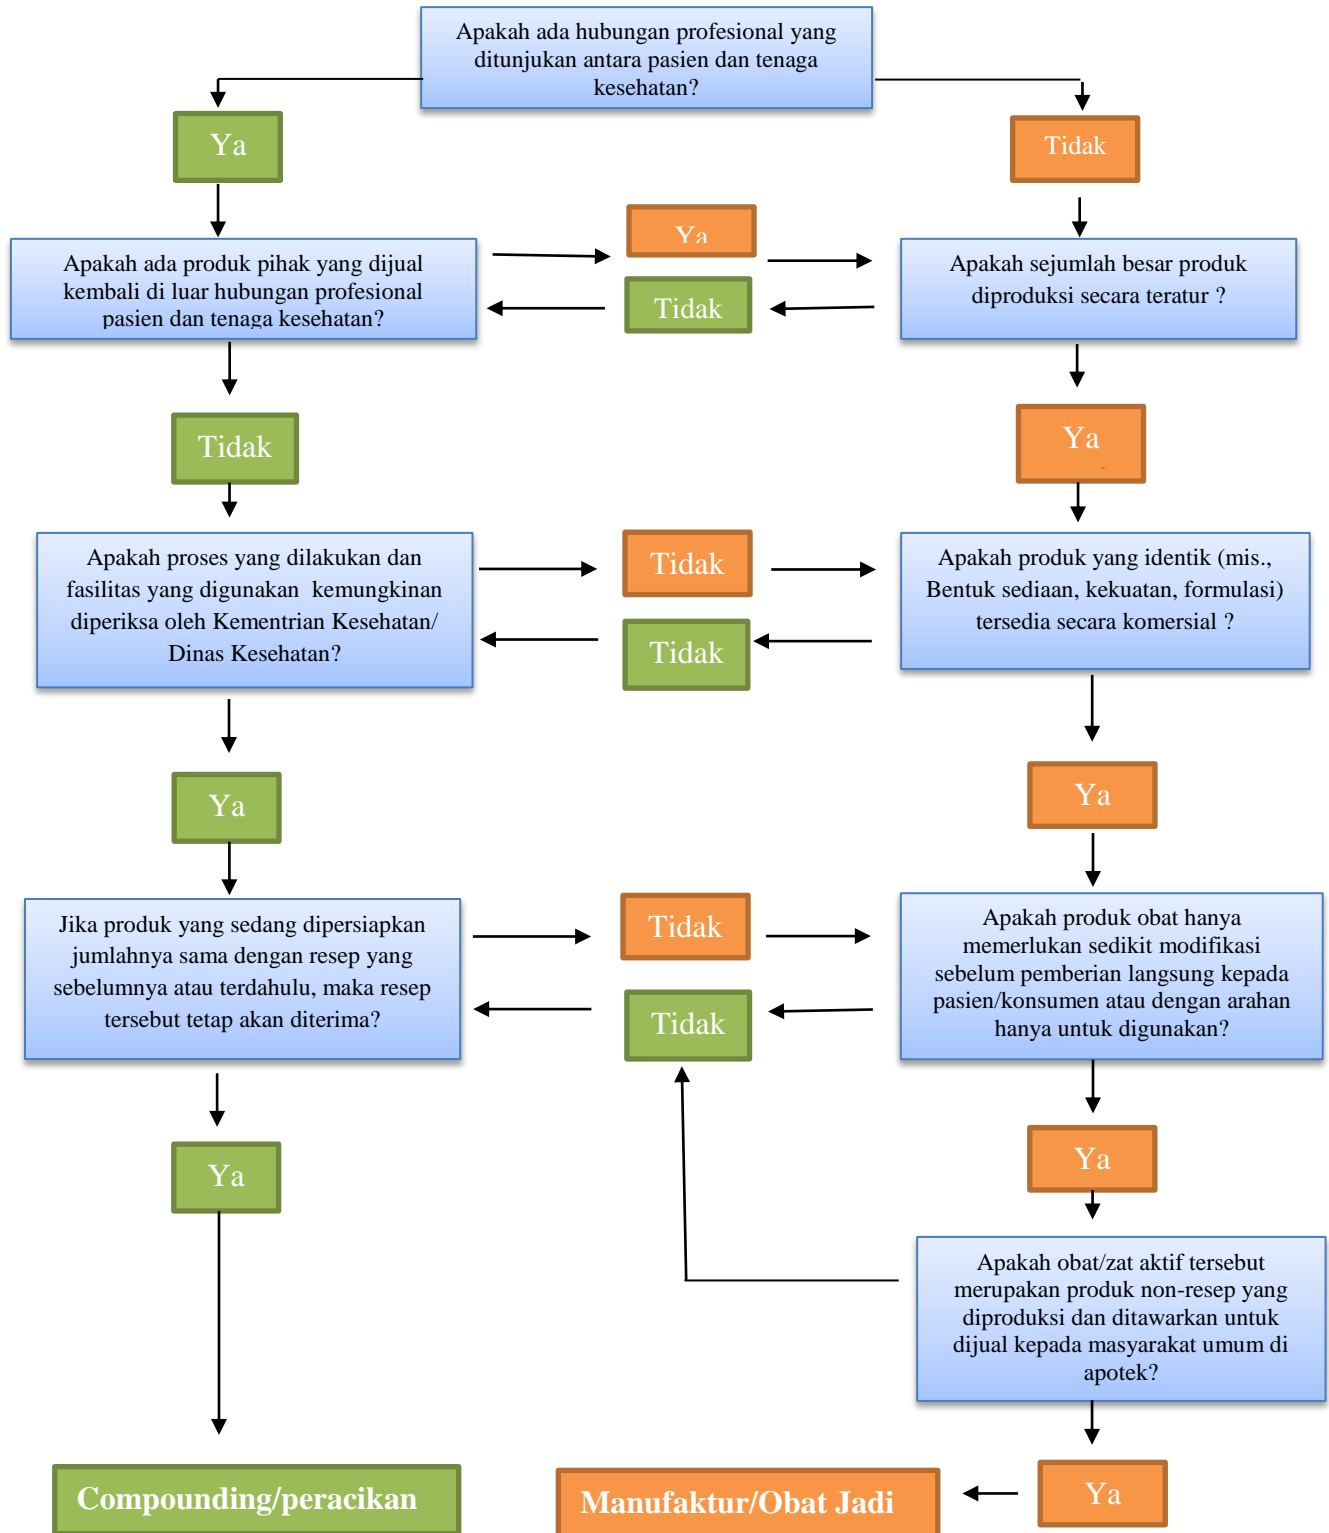 Apakah ada hubungan profesional yang
ditunjukan antara pasien dan tenaga
kesehatan?
Ya
Tidak
Apakah ada produk pihak yang dijual
kembali di luar hubungan profesional
pasien dan tenaga kesehatan?
Ya
Tidak
Apakah sejumlah besar produk
diproduksi secara teratur ?
Tidak
Ya
Apakah proses yang dilakukan dan
fasilitas yang digunakan kemungkinan
diperiksa oleh Kementrian Kesehatan/
Dinas Kesehatan?
Tidak
Tidak
Apakah produk yang identik (mis.,
Bentuk sediaan, kekuatan, formulasi)
tersedia secara komersial ?
Ya
Ya
Jika produk yang sedang dipersiapkan
jumlahnya sama dengan resep yang
sebelumnya atau terdahulu, maka resep
tersebut tetap akan diterima?
Tidak
Tidak
Apakah produk obat hanya
memerlukan sedikit modifikasi
sebelum pemberian langsung kepada
pasien/konsumen atau dengan arahan
hanya untuk digunakan?
Ya
Ya
Apakah obat/zat aktif tersebut
merupakan produk non-resep yang
diproduksi dan ditawarkan untuk
dijual kepada masyarakat umum di
apotek?
Compounding/peracikan
Manufaktur/Obat Jadi
Ya